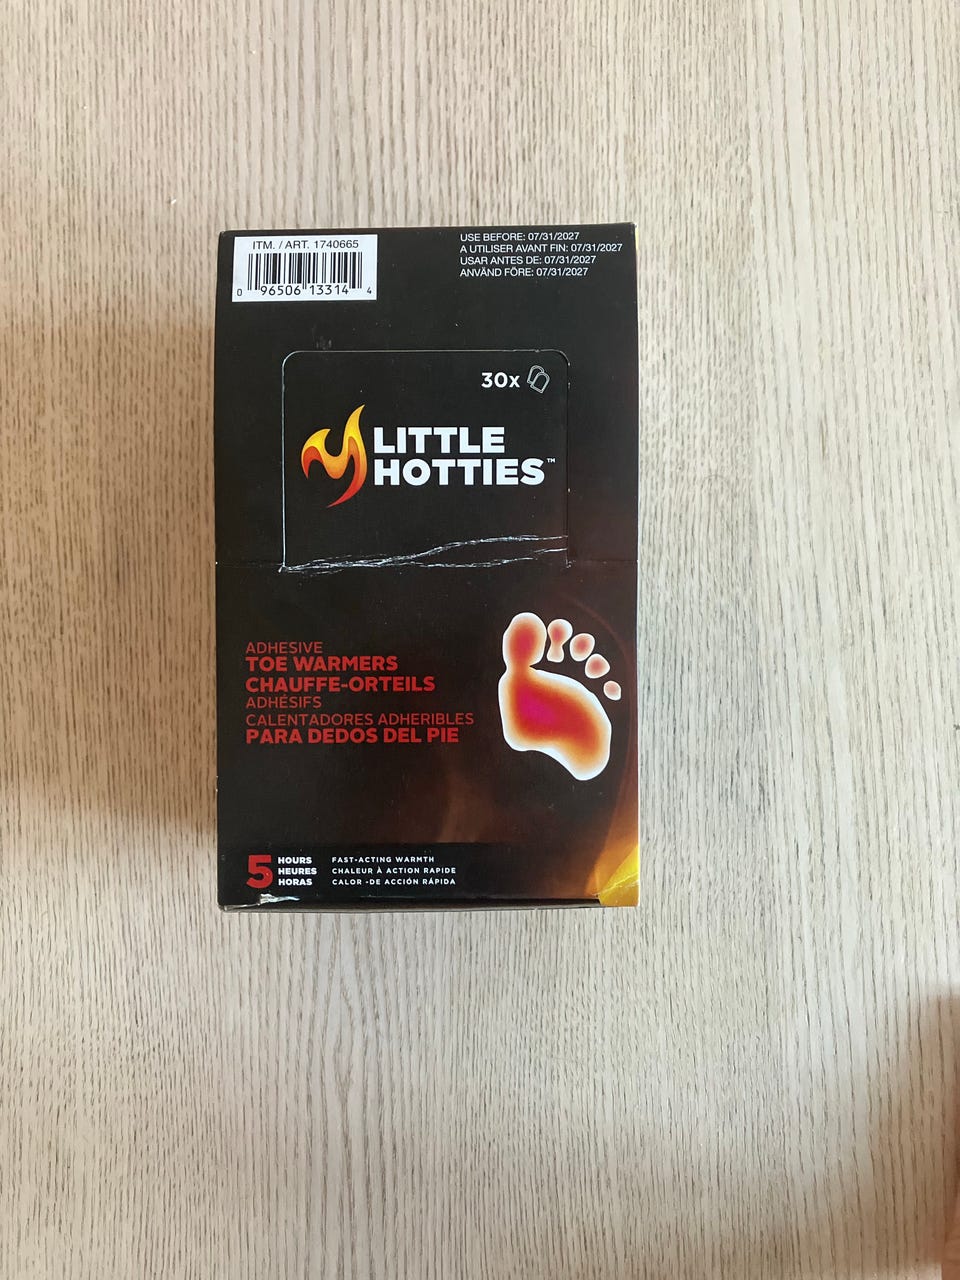 ITM. / ART. 1740665
0 96506 13314 4
USE BEFORE: 07/31/2027
A UTILISER AVANT FIN: 07/31/2027
USAR ANTES DE: 07/31/2027
ANVÄND FÖRE: 07/31/2027
30x
LITTLE
HOTTIES™
ADHESIVE
TOE WARMERS
CHAUFFE-ORTEILS
ADHÉSIFS
CALENTADORES ADHERIBLES
PARA DEDOS DEL PIE
5 HOURS
HEURES
HORAS
FAST-ACTING WARMTH
CHALEUR À ACTION RAPIDE
CALOR -DE ACCIÓN RÁPIDA